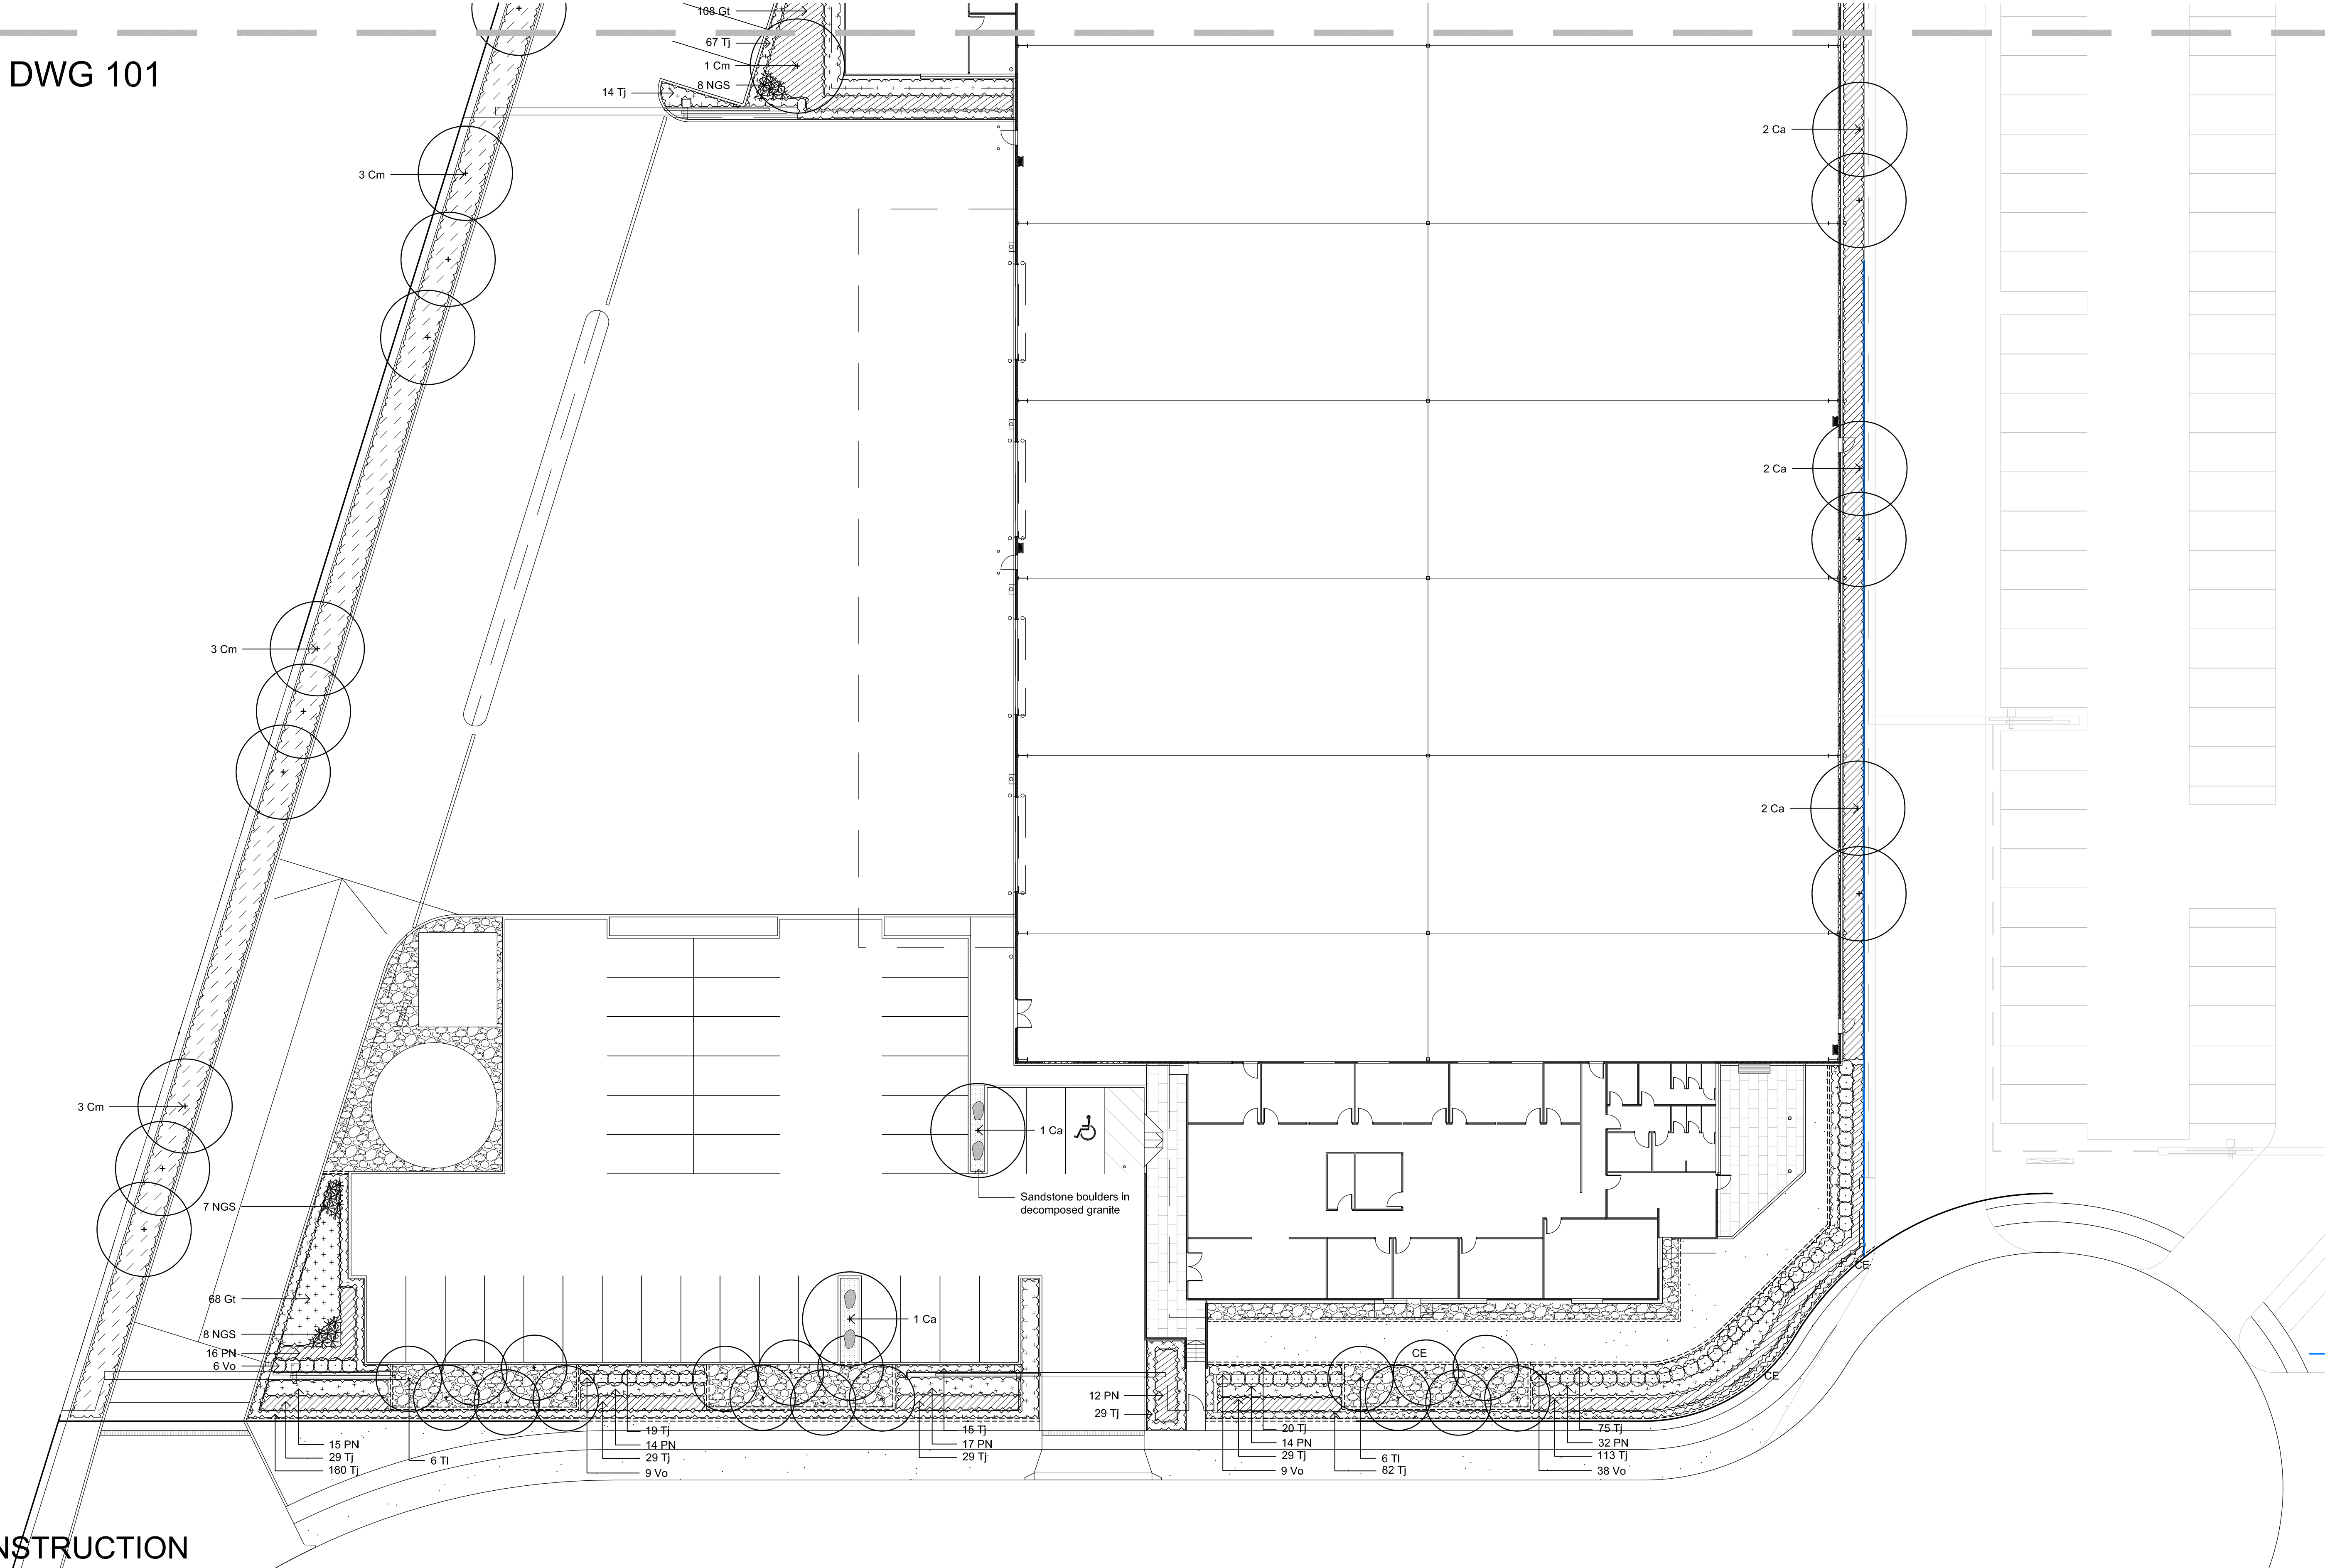 108 Gt
67 Tj
1 Cm
8 NGS
14 Tj
DWG 101
2 Ca
3 Cm
2 Ca
3 Cm
2 Ca
3 Cm
1 Ca
Sandstone boulders in
decomposed granite
7 NGS
68 Gt
8 NGS
16 PN
6 Vo
1 Ca
CE
CE
CE
12 PN
29 Tj
15 PN
29 Tj
180 Tj
6 Tl
19 Tj
14 PN
29 Tj
9 Vo
15 Tj
17 PN
29 Tj
20 Tj
14 PN
29 Tj
9 Vo
6 Tl
82 Tj
75 Tj
32 PN
113 Tj
38 Vo
NSTRUCTION